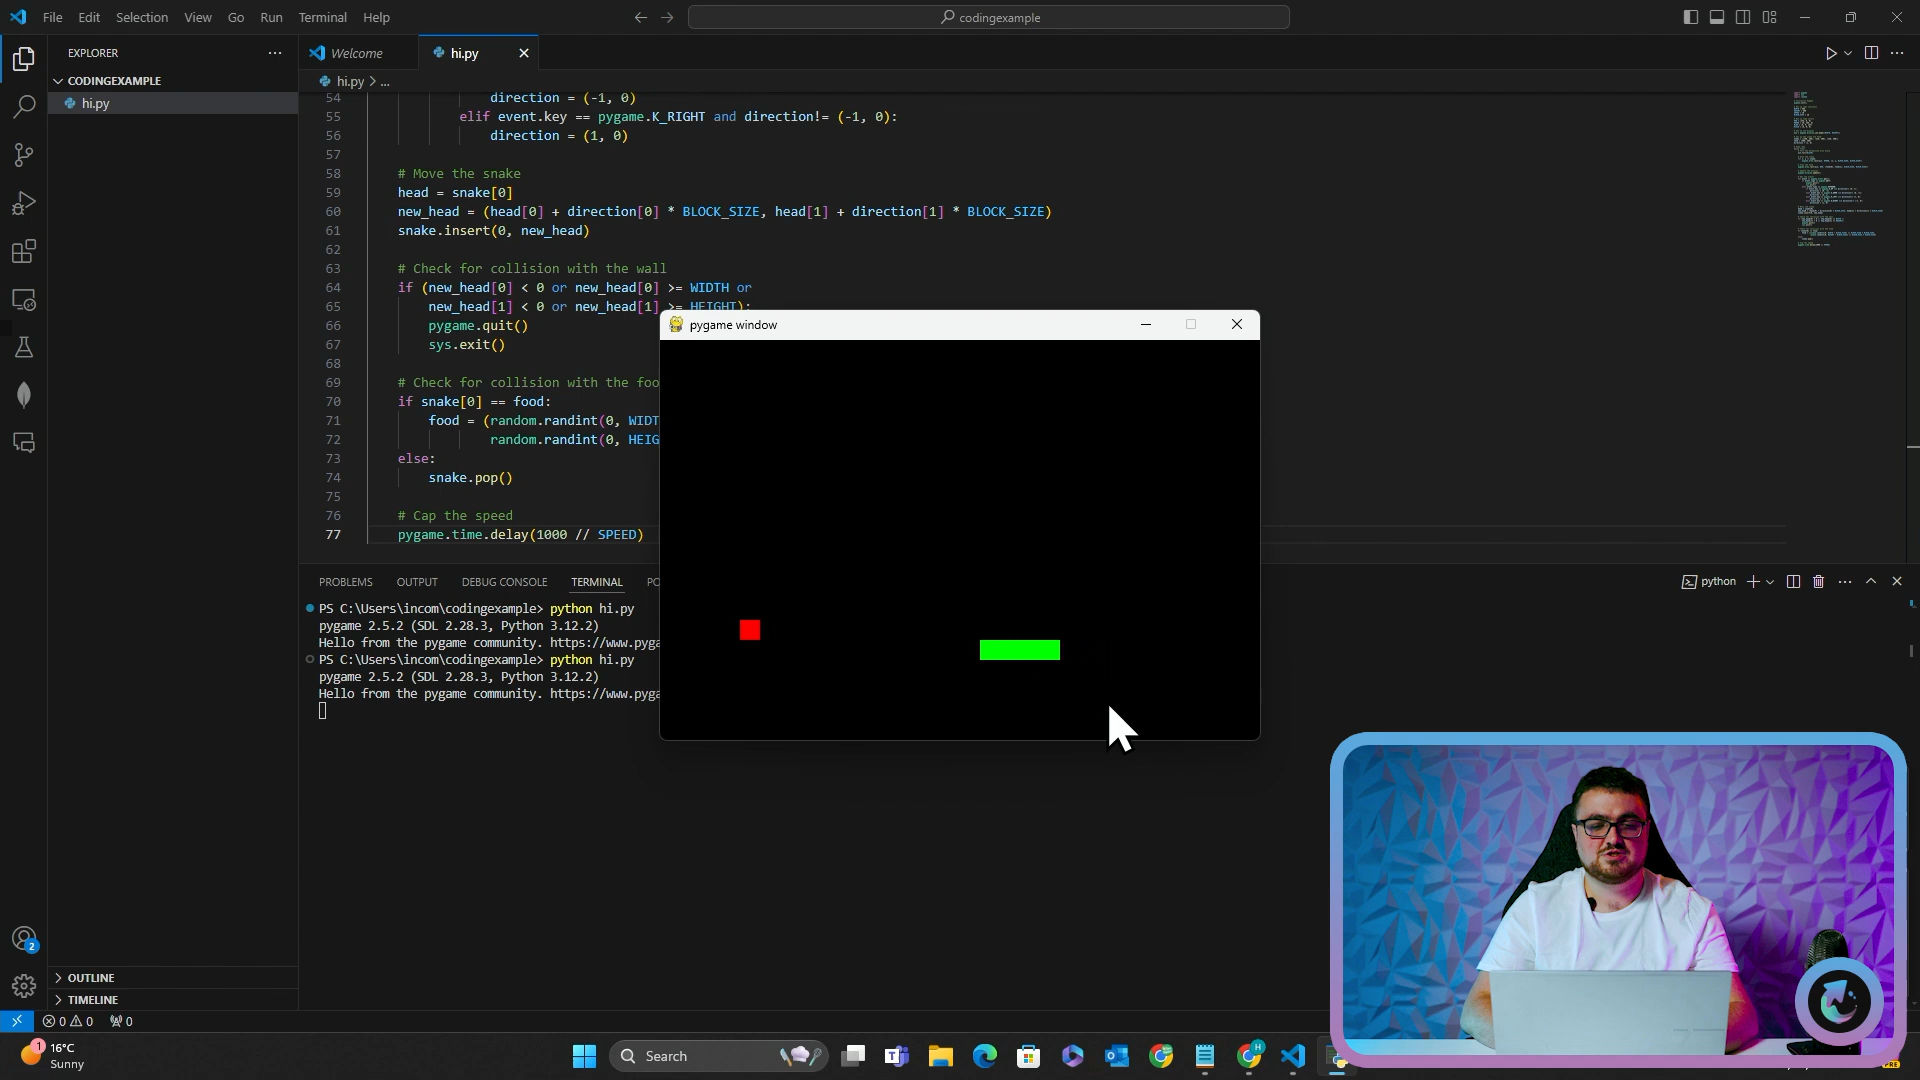 File Edit Selection View Go Run Terminal Help
codingexample
EXPLORER
CODINGEXAMPLE
hi.py
OUTLINE
TIMELINE
Welcome
hi.py
hi.py > ...
54 direction = (-1, 0)
55 elif event.key == pygame.K_RIGHT and direction!= (-1, 0):
56 direction = (1, 0)
57
58 # Move the snake
59 head = snake[0]
60 new_head = (head[0] + direction[0] * BLOCK_SIZE, head[1] + direction[1] * BLOCK_SIZE)
61 snake.insert(0, new_head)
62
63 # Check for collision with the wall
64 if (new_head[0] < 0 or new_head[0] >= WIDTH or
65 new_head[1] < 0 or new_head[1] >= HEIGHT):
66 pygame.quit()
67 sys.exit()
68
69 # Check for collision with the foo
70 if snake[0] == food:
71 food = (random.randint(0, WIDT
72 random.randint(0, HEIG
73 else:
74 snake.pop()
75
76 # Cap the speed
77 pygame.time.delay(1000 // SPEED)
pygame window
PROBLEMS OUTPUT DEBUG CONSOLE TERMINAL PO
python
PS C:\Users\incom\codingexample> python hi.py
pygame 2.5.2 (SDL 2.28.3, Python 3.12.2)
Hello from the pygame community. https://www.pyga
PS C:\Users\incom\codingexample> python hi.py
pygame 2.5.2 (SDL 2.28.3, Python 3.12.2)
Hello from the pygame community. https://www.pyga
2
0 0 0
1
16°C
Sunny
Search
PRE